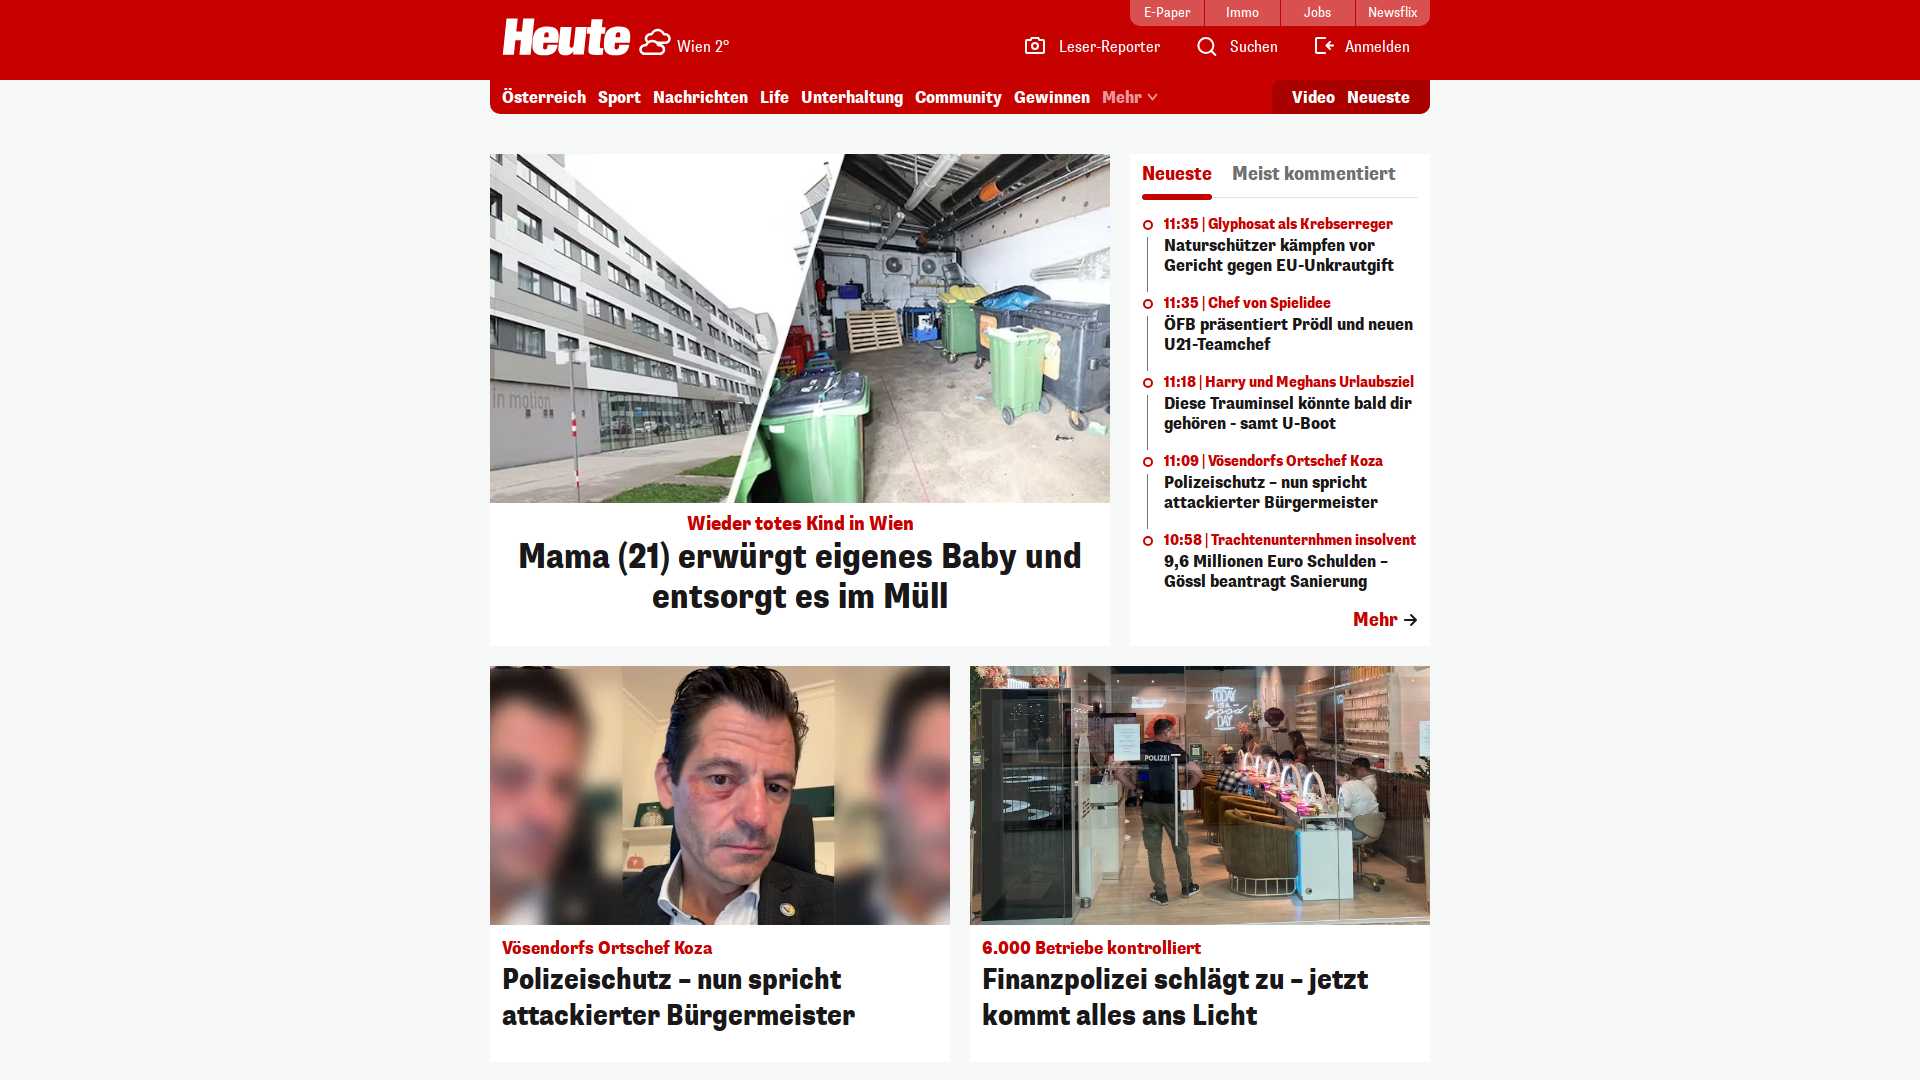 E-Paper
Immo
Jobs
Newsflix
Heute
Wien 2°
Leser-Reporter
Suchen
Anmelden
Österreich
Sport
Nachrichten
Life
Unterhaltung
Community
Gewinnen
Mehr
Video
Neueste
in motion
Wieder totes Kind in Wien
Mama (21) erwürgt eigenes Baby und
entsorgt es im Müll
Neueste
Meist kommentiert
11:35 | Glyphosat als Krebserreger
Naturschützer kämpfen vor
Gericht gegen EU-Unkrautgift
11:35 | Chef von Spielidee
ÖFB präsentiert Prödl und neuen
U21-Teamchef
11:18 | Harry und Meghans Urlaubsziel
Diese Trauminsel könnte bald dir
gehören - samt U-Boot
11:09 | Vösendorfs Ortschef Koza
Polizeischutz – nun spricht
attackierter Bürgermeister
10:58 | Trachtenunternhmen insolvent
9,6 Millionen Euro Schulden –
Gössl beantragt Sanierung
Mehr
Vösendorfs Ortschef Koza
Polizeischutz – nun spricht
attackierter Bürgermeister
TODAY
IS A
good
DAY
POLIZEI
6.000 Betriebe kontrolliert
Finanzpolizei schlägt zu – jetzt
kommt alles ans Licht